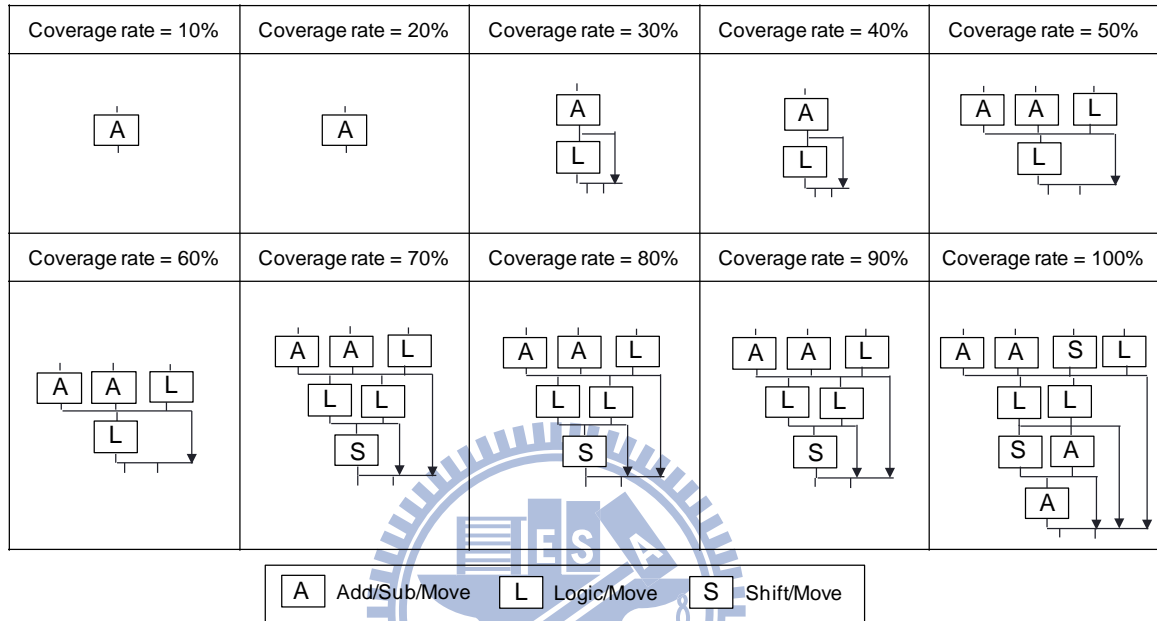 Coverage rate = 10% Coverage rate = 20% Coverage rate = 30% Coverage rate = 40% Coverage rate = 50%
A A A A A A L
L L L
Coverage rate = 60% Coverage rate = 70% Coverage rate = 80% Coverage rate = 90% Coverage rate = 100%
A A L A A L A A L A A L A A S L
L L L L L L L L L
S S S S A
A
E S A
A Add/Sub/Move L Logic/Move S Shift/Move